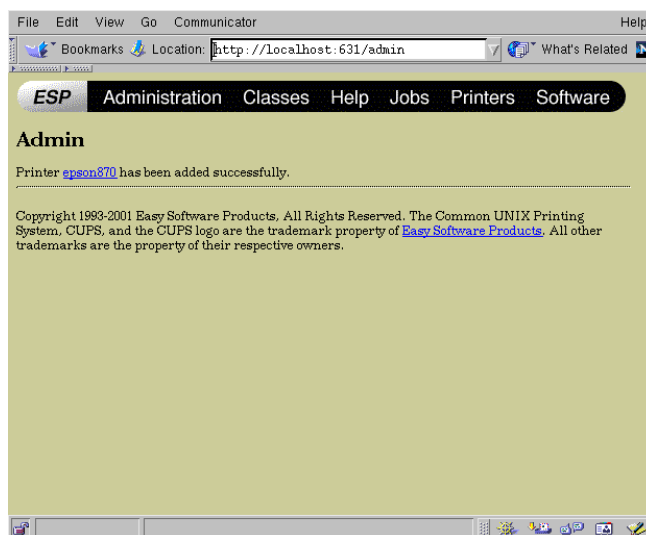 File Edit View Go Communicator Help
Bookmarks Location: http://localhost:631/admin What's Related N
ESP Administration Classes Help Jobs Printers Software
Admin
Printer epson870 has been added successfully.
Copyright 1993-2001 Easy Software Products, All Rights Reserved. The Common UNIX Printing
System, CUPS, and the CUPS logo are the trademark property of Easy Software Products. All other
trademarks are the property of their respective owners.